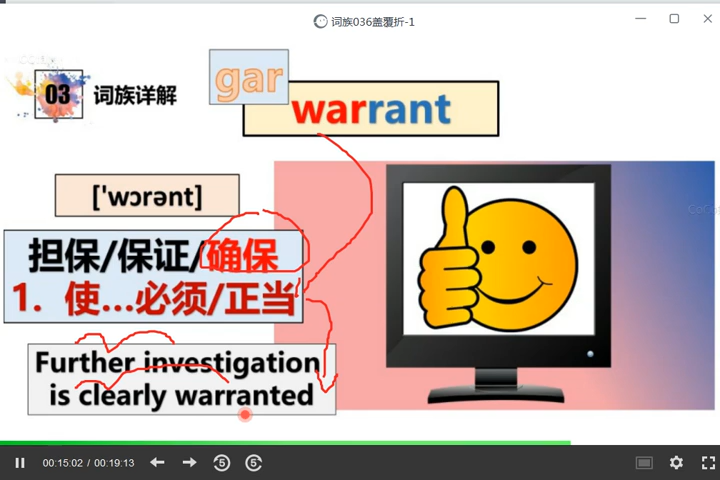 词族036盖覆折-1
03 词族详解
gar
warrant
['wɔrənt]
担保/保证/确保
1. 使…必须/正当
Further investigation
is clearly warranted
00:15:02 / 00:19:13
5 5